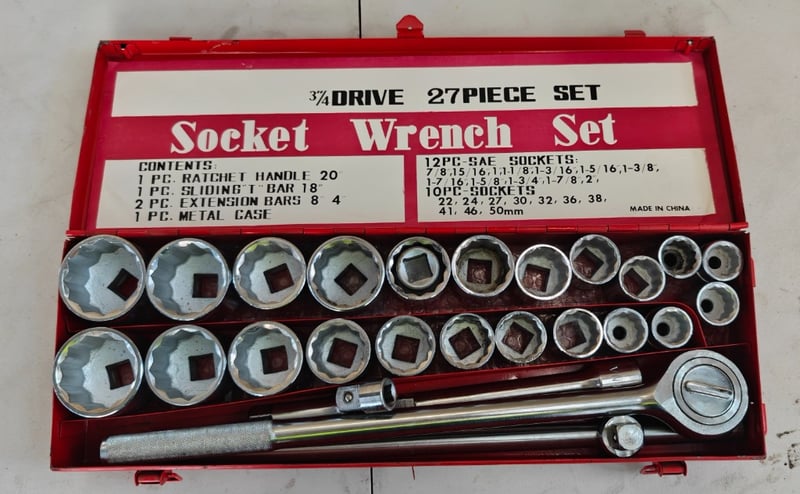 3"/4 DRIVE 27PIECE SET
Socket Wrench Set
CONTENTS:
1 PC. RATCHET HANDLE 20"
1 PC. SLIDING"T"BAR 18"
2 PC. EXTENSION BARS 8" 4"
1 PC. METAL CASE
12PC-SAE SOCKETS:
7/8",15/16",1",1-1/8",1-3/16",1-5/16",1-3/8",
1-7/16",1-5/8",1-3/4",1-7/8",2",
10PC-SOCKETS
22, 24, 27, 30, 32, 36, 38,
41, 46, 50mm
MADE IN CHINA